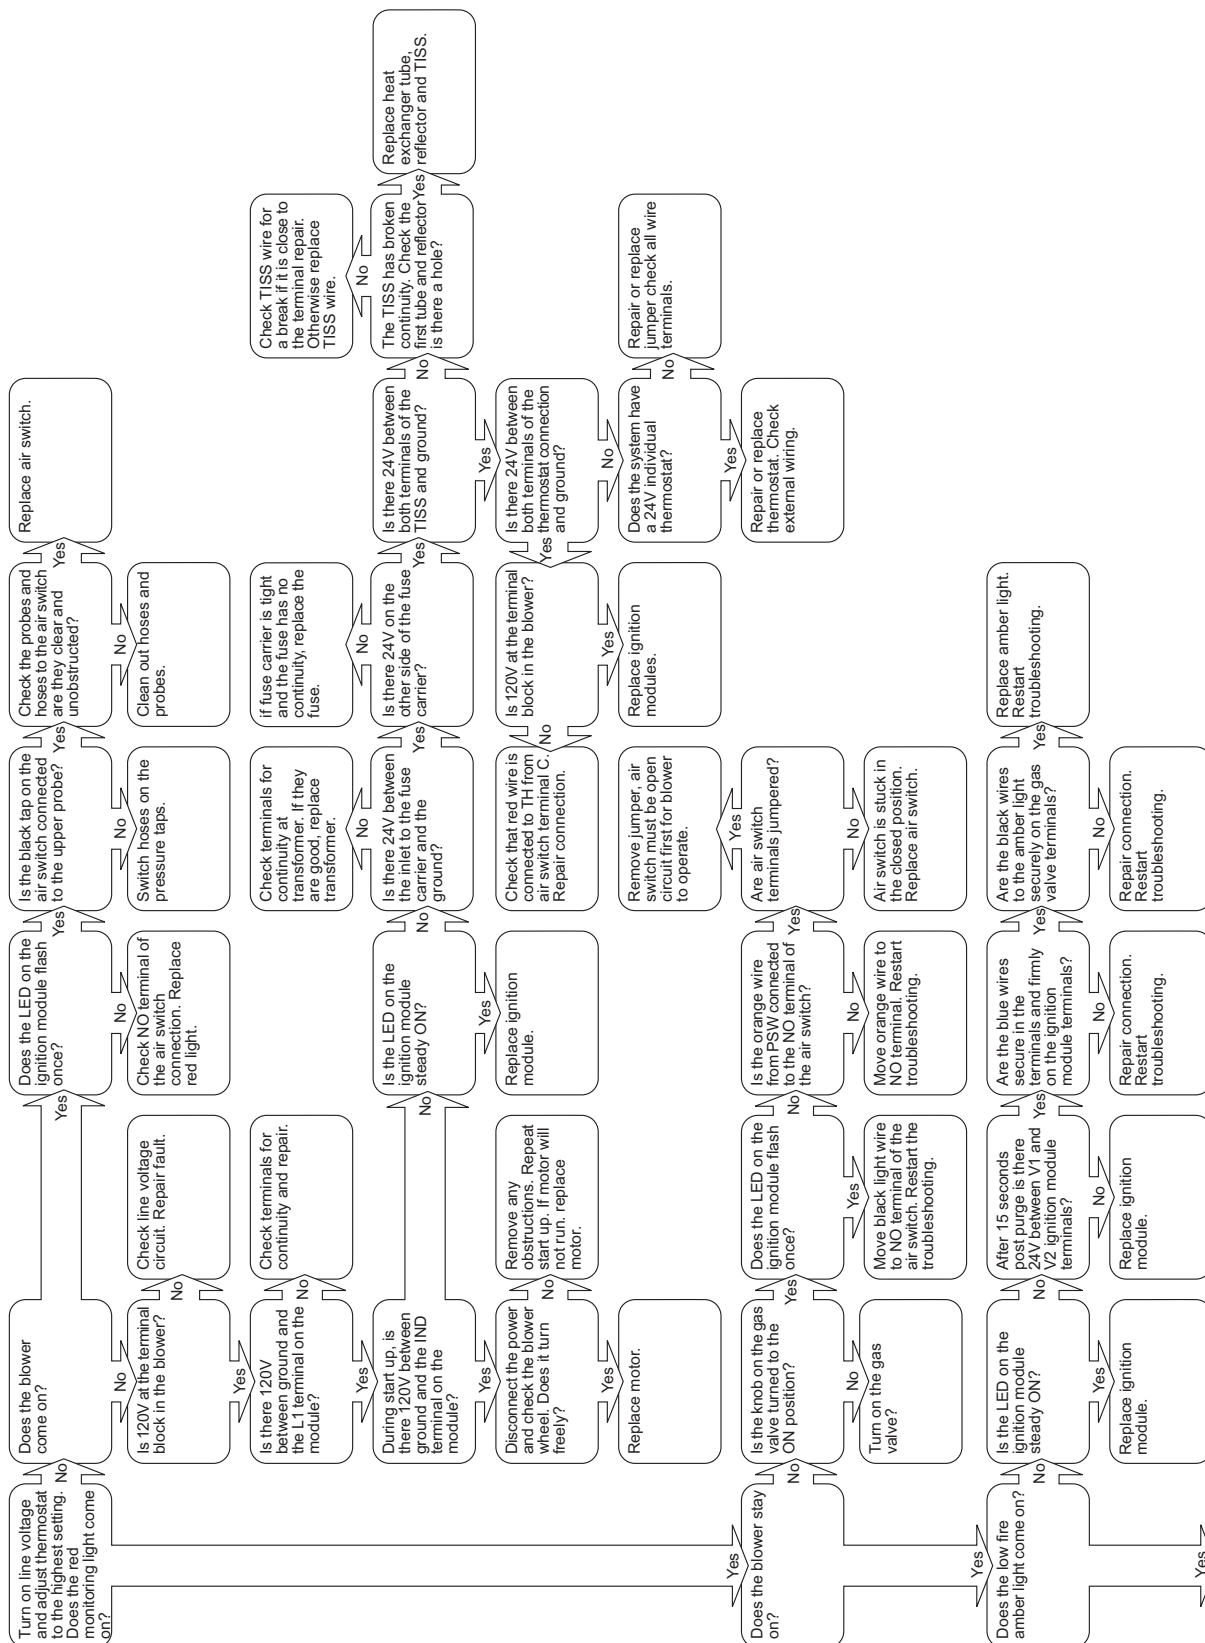 Turn on line voltage
and adjust thermostat
to the highest setting.
Does the red
monitoring light come
on?
No
Does the blower
come on?
Yes
Does the LED on the
ignition module flash
once?
Yes
Is the black tap on the
air switch connected
to the upper probe?
Yes
Check the probes and
hoses to the air switch
are they clear and
unobstructed?
Yes
Replace air switch.
No
Is 120V at the terminal
block in the blower?
No
Check line voltage
circuit. Repair fault.
No
Check NO terminal of
the air switch
connection. Replace
red light.
No
Switch hoses on the
pressure taps.
No
Clean out hoses and
probes.
Yes
Is there 120V
between ground and
the L1 terminal on the
module?
No
Check terminals for
continuity and repair.
Check terminals for
continuity at
transformer. If they
are good, replace
transformer.
No
if fuse carrier is tight
and the fuse has no
continuity, replace the
fuse.
No
Check TISS wire for
a break if it is close to
the terminal repair.
Otherwise replace
TISS wire.
No
Yes
During start up, is
there 120V between
ground and the IND
terminal on the
module?
No
Is the LED on the
ignition module
steady ON?
No
Is there 24V between
the inlet to the fuse
carrier and the
ground?
Yes
Is there 24V on the
other side of the fuse
carrier?
Yes
Is there 24V between
both terminals of the
TISS and ground?
No
The TISS has broken
continuity. Check the
first tube and reflector
is there a hole?
Yes
Replace heat
exchanger tube,
reflector and TISS.
Yes
Disconnect the power
and check the blower
wheel. Does it turn
freely?
No
Remove any
obstructions. Repeat
start up. If motor will
not run. replace
motor.
Yes
Replace ignition
module.
Check that red wire is
connected to TH from
air switch terminal C.
Repair connection.
No
Is 120V at the terminal
block in the blower?
Yes
Yes
Is there 24V between
both terminals of the
thermostat connection
and ground?
Yes
Replace motor.
Remove jumper, air
switch must be open
circuit first for blower
to operate.
Yes
Yes
Replace ignition
modules.
No
Does the system have
a 24V individual
thermostat?
No
Repair or replace
jumper check all wire
terminals.
Yes
Repair or replace
thermostat. Check
external wiring.
Yes
Does the blower stay
on?
No
Is the knob on the gas
valve turned to the
ON position?
Yes
Does the LED on the
ignition module flash
once?
No
Is the orange wire
from PSW connected
to the NO terminal of
the air switch?
Yes
Are air switch
terminals jumpered?
No
Turn on the gas
valve?
Yes
Move black light wire
to NO terminal of the
air switch. Restart the
troubleshooting.
No
Move orange wire to
NO terminal. Restart
troubleshooting.
No
Air switch is stuck in
the closed position.
Replace air switch.
Yes
Does the low fire
amber light come on?
No
Is the LED on the
ignition module
steady ON?
No
After 15 seconds
post purge is there
24V between V1 and
V2 ignition module
terminals?
Yes
Are the blue wires
secure in the
terminals and firmly
on the ignition
module terminals?
Yes
Are the black wires
to the amber light
securely on the gas
valve terminals?
Yes
Replace amber light.
Restart
troubleshooting.
Yes
Replace ignition
module.
No
Replace ignition
module.
No
Repair connection.
Restart
troubleshooting.
No
Repair connection.
Restart
troubleshooting.
Yes